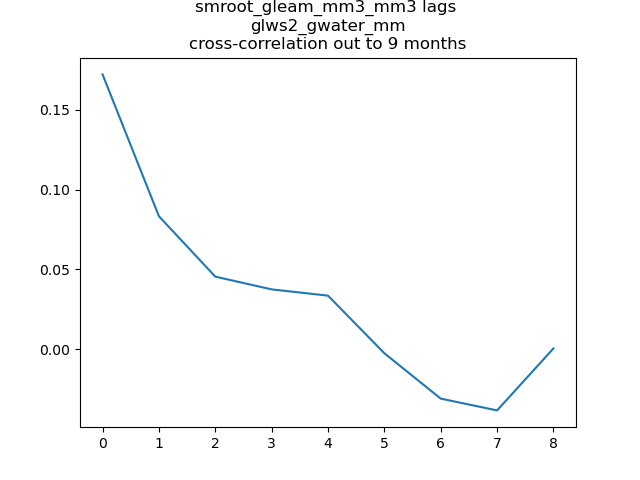 smroot_gleam_mm3_mm3 lags
glws2_gwater_mm
cross-correlation out to 9 months
0.15
0.10
0.05
0.00
0 1 2 3 4 5 6 7 8